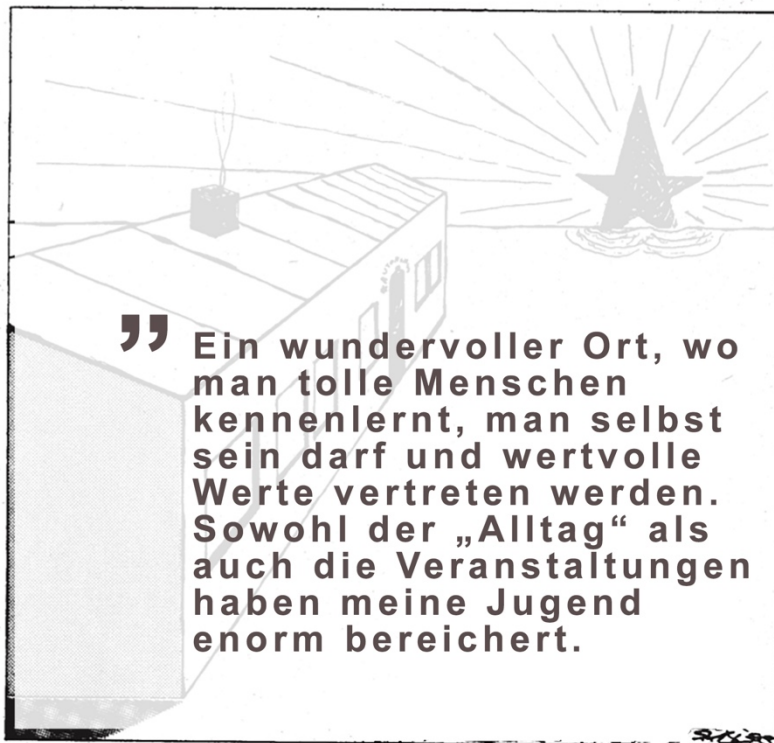 ” Ein wundervoller Ort, wo
man tolle Menschen
kennenlernt, man selbst
sein darf und wertvolle
Werte vertreten werden.
Sowohl der „Alltag“ als
auch die Veranstaltungen
haben meine Jugend
enorm bereichert.